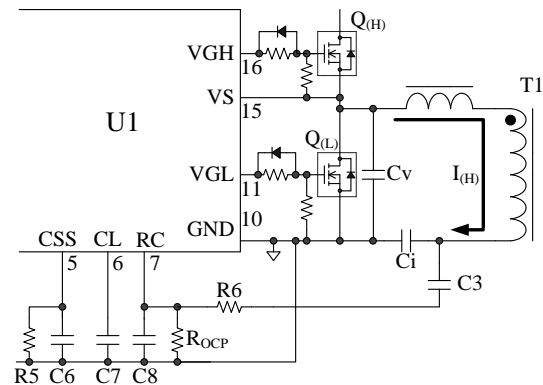 Q(H)
VGH
16
T1
VS
15
U1
Q(L)
I(H)
VGL
11
Cv
10
GND
CSS CL RC
5 6 7
Ci
C3
R6
ROCP
R5 C6 C7 C8